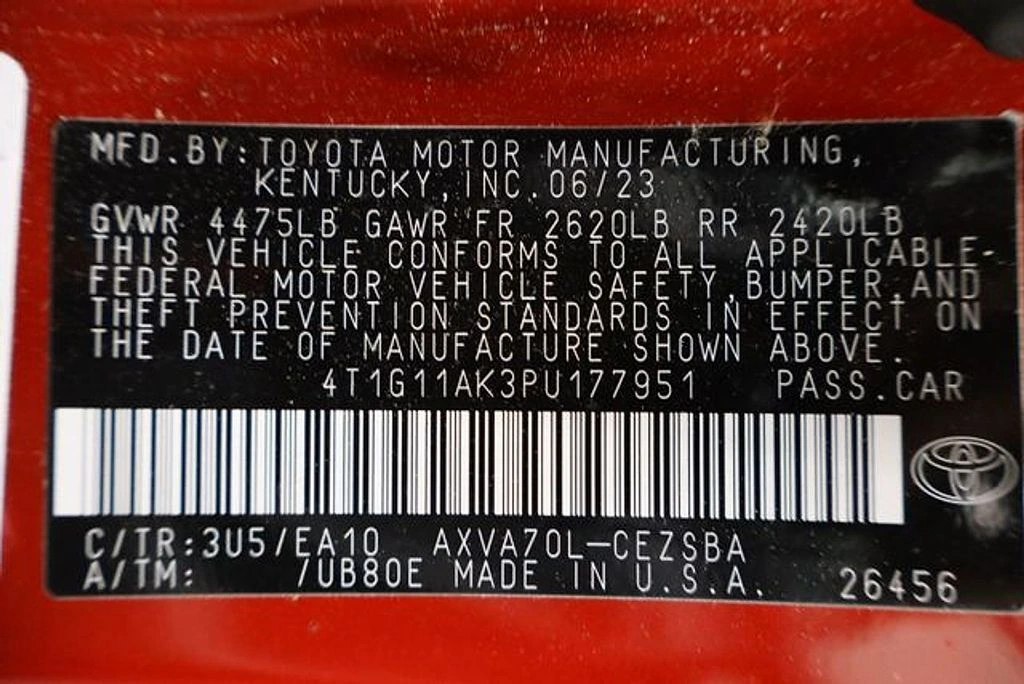 MFD.BY:TOYOTA MOTOR MANUFACTURING,
KENTUCKY,INC.06/23
GVWR 4475LB GAWR FR 2620LB RR 2420LB
THIS VEHICLE CONFORMS TO ALL APPLICABLE
FEDERAL MOTOR VEHICLE SAFETY,BUMPER,AND
THEFT PREVENTION STANDARDS IN EFFECT ON
THE DATE OF MANUFACTURE SHOWN ABOVE.
4T1G11AK3PU177951 PASS.CAR
C/TR:3U5/EA10 AXVA70L-CEZSBA
A/TM: /UB80E MADE IN U.S.A. 26456